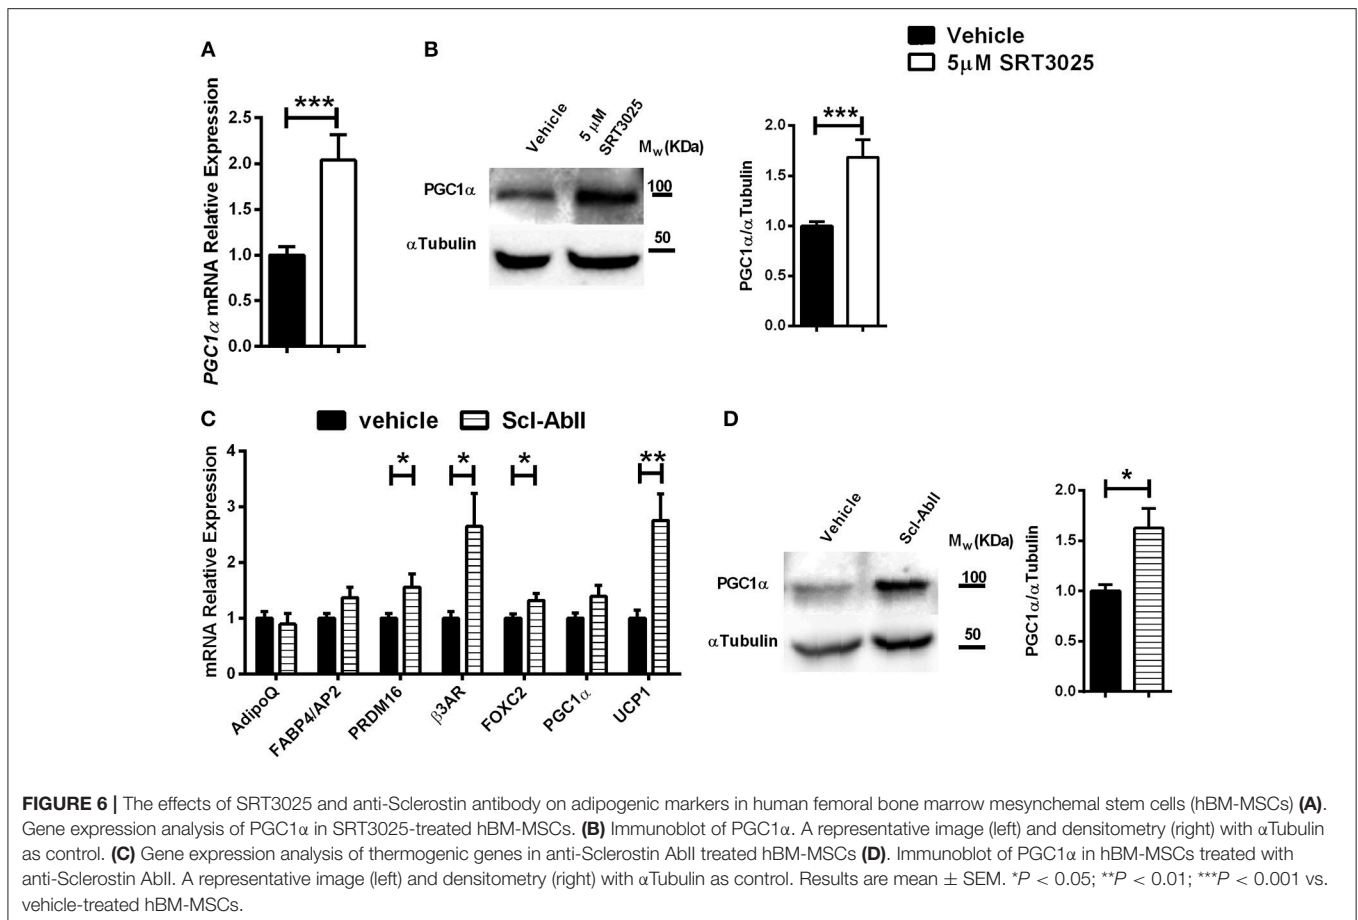 Vehicle
5μM SRT3025
A
PGC1α mRNA Relative Expression
2.5
2.0
1.5
1.0
0.5
0.0
***
B
Vehicle
5 μM
SRT3025
Mw(KDa)
PGC1α
100
αTubulin
50
PGC1α/αTubulin
2.0
1.5
1.0
0.5
0.0
***
C
vehicle
Scl-AbII
mRNA Relative Expression
4
3
2
1
0
*
*
*
**
AdipoQ
FABP4/AP2
PRDM16
β3AR
FOXC2
PGC1α
UCP1
D
Vehicle
Scl-AbII
Mw(KDa)
PGC1α
100
αTubulin
50
PGC1α/αTubulin
2.0
1.5
1.0
0.5
0.0
*
FIGURE 6 | The effects of SRT3025 and anti-Sclerostin antibody on adipogenic markers in human femoral bone marrow mesynchemal stem cells (hBM-MSCs) (A).
Gene expression analysis of PGC1α in SRT3025-treated hBM-MSCs. (B) Immunoblot of PGC1α. A representative image (left) and densitometry (right) with αTubulin
as control. (C) Gene expression analysis of thermogenic genes in anti-Sclerostin AbII treated hBM-MSCs (D). Immunoblot of PGC1α in hBM-MSCs treated with
anti-Sclerostin AbII. A representative image (left) and densitometry (right) with αTubulin as control. Results are mean ± SEM. *P < 0.05; **P < 0.01; ***P < 0.001 vs.
vehicle-treated hBM-MSCs.